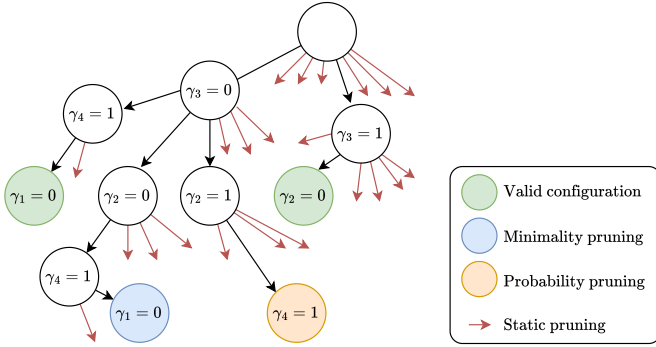 γ₃ = 0
γ₄ = 1
γ₃ = 1
γ₁ = 0
γ₂ = 0
γ₂ = 1
γ₂ = 0
γ₄ = 1
γ₁ = 0
γ₄ = 1
Valid configuration
Minimality pruning
Probability pruning
Static pruning